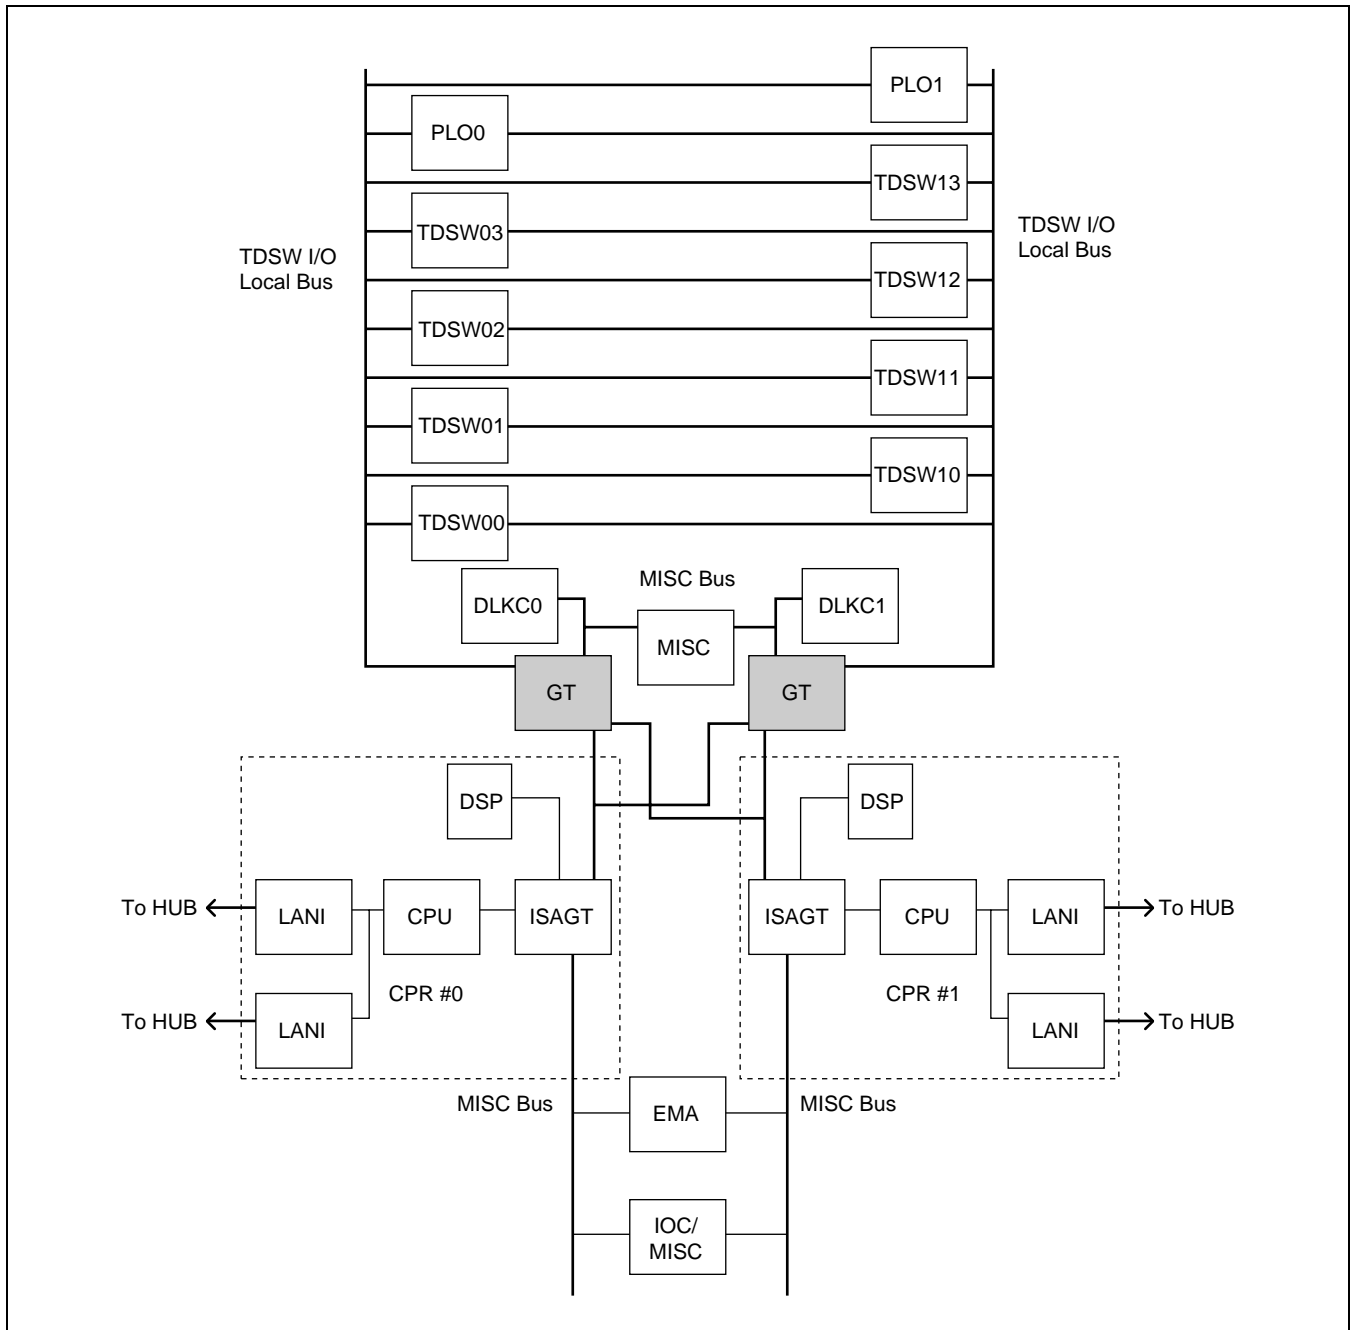 PLO1
PLO0
TDSW13
TDSW03
TDSW I/O
Local Bus
TDSW I/O
Local Bus
TDSW12
TDSW02
TDSW11
TDSW01
TDSW10
TDSW00
MISC Bus
DLKC0
DLKC1
MISC
GT
GT
DSP
DSP
To HUB
LANI
CPU
ISAGT
ISAGT
CPU
LANI
To HUB
CPR #0
CPR #1
To HUB
LANI
LANI
To HUB
MISC Bus
EMA
MISC Bus
IOC/
MISC